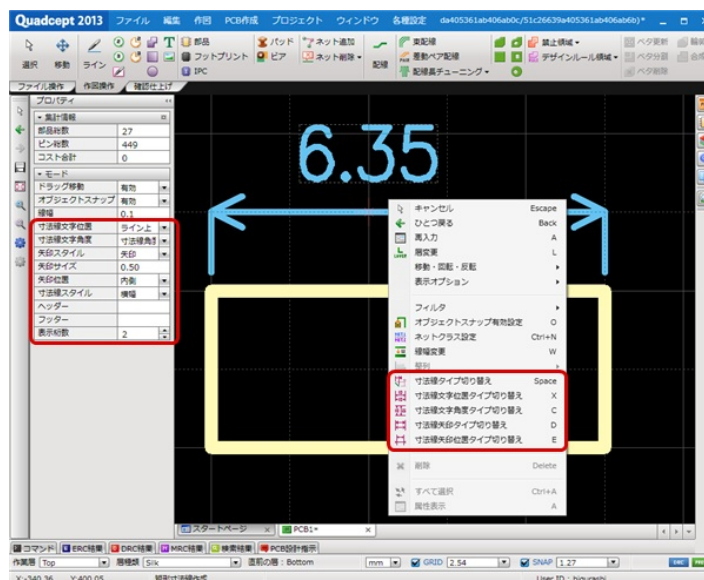 Quadcept 2013 ファイル 編集 作図 PCB作成 プロジェクト ウィンドウ 各種設定 da405361ab406ab0c/51c26639a405361ab406ab6b)*
選択 移動 ライン
部品 パッド ネット追加 束配線 禁止領域 ベタ更新
フットプリント ビア ネット削除 配線 差動ペア配線 デザインルール領域 ベタ分割
IPC 配線長チューニング ベタ削除
ファイル操作 作図操作 確認仕上げ
プロパティ
集計情報
部品総数 27
ピン総数 449
コスト合計 0
モード
ドラッグ移動 有効
オブジェクトスナップ 有効
線幅 0.1
寸法線文字位置 ライン上
寸法線文字角度 寸法線角度
矢印スタイル 矢印
矢印サイズ 0.50
矢印位置 内側
寸法線スタイル 横幅
ヘッダー
フッター
表示桁数 2
6.35
キャンセル Escape
ひとつ戻る Back
再入力 A
層変更 L
移動・回転・反転
表示オプション
フィルタ
オブジェクトスナップ有効設定 O
ネットクラス設定 Ctrl+N
線幅変更 W
整列
寸法線タイプ切り替え Space
寸法線文字位置タイプ切り替え X
寸法線文字角度タイプ切り替え C
寸法線矢印タイプ切り替え D
寸法線矢印位置タイプ切り替え E
削除 Delete
すべて選択 Ctrl+A
属性表示 A
スタートページ PCB1*
コマンド ERC結果 DRC結果 MRC結果 検索結果 PCB設計指示
作業層 Top 層種類 Silk 直前の層 : Bottom mm GRID 2.54 SNAP 1.27 DRC
X:-340.36 Y:400.05 User ID : higurashi